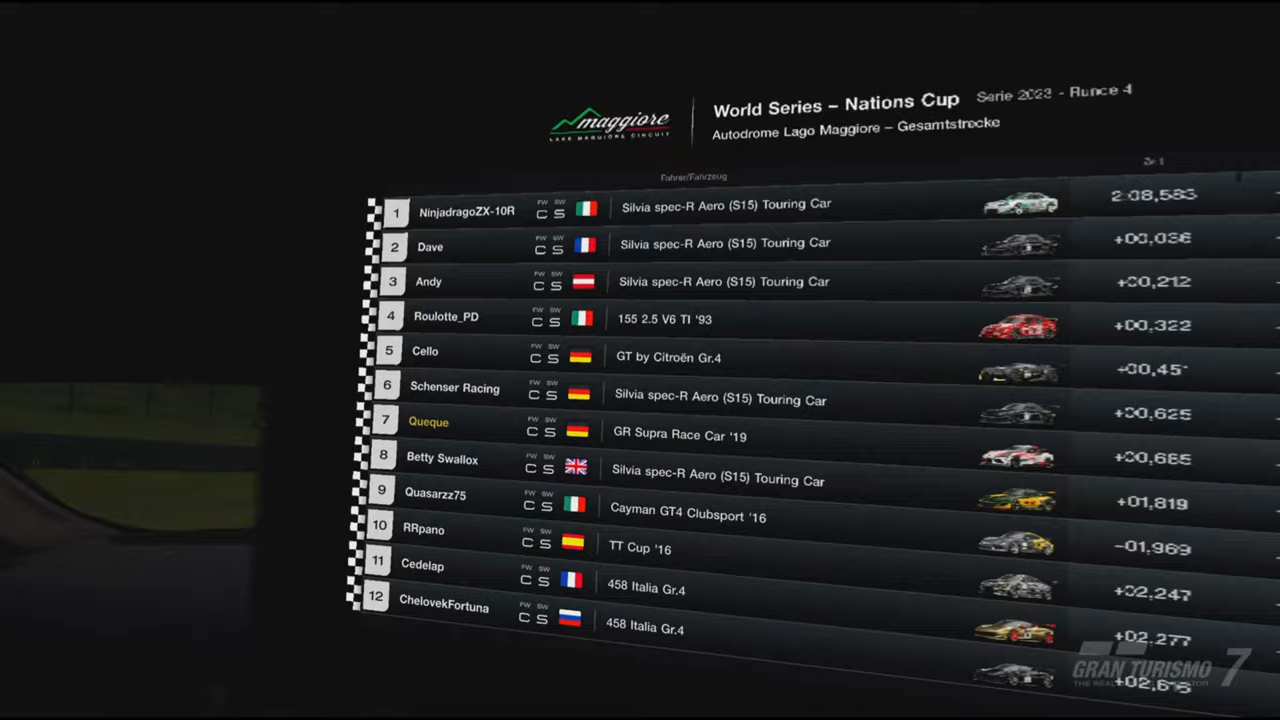 maggiore
LAKE MAGGIORE CIRCUIT
World Series – Nations Cup Serie 2023 - Runde 4
Autodrome Lago Maggiore – Gesamtstrecke
Fahrer/Fahrzeug Zeit
1 NinjadragoZX-10R FW C SW S Silvia spec-R Aero (S15) Touring Car 2:08,583
2 Dave FW C SW S Silvia spec-R Aero (S15) Touring Car +00,036
3 Andy FW C SW S Silvia spec-R Aero (S15) Touring Car +00,212
4 Roulotte_PD FW C SW S 155 2.5 V6 TI '93 +00,322
5 Cello FW C SW S GT by Citroën Gr.4 +00,451
6 Schenser Racing FW C SW S Silvia spec-R Aero (S15) Touring Car +00,625
7 Queque FW C SW S GR Supra Race Car '19 +00,685
8 Betty Swallox FW C SW S Silvia spec-R Aero (S15) Touring Car +01,819
9 Quasarzz75 FW C SW S Cayman GT4 Clubsport '16 +01,969
10 RRpano FW C SW S TT Cup '16 +02,247
11 Cedelap FW C SW S 458 Italia Gr.4 +02,277
12 ChelovekFortuna FW C SW S 458 Italia Gr.4
GRAN TURISMO 7